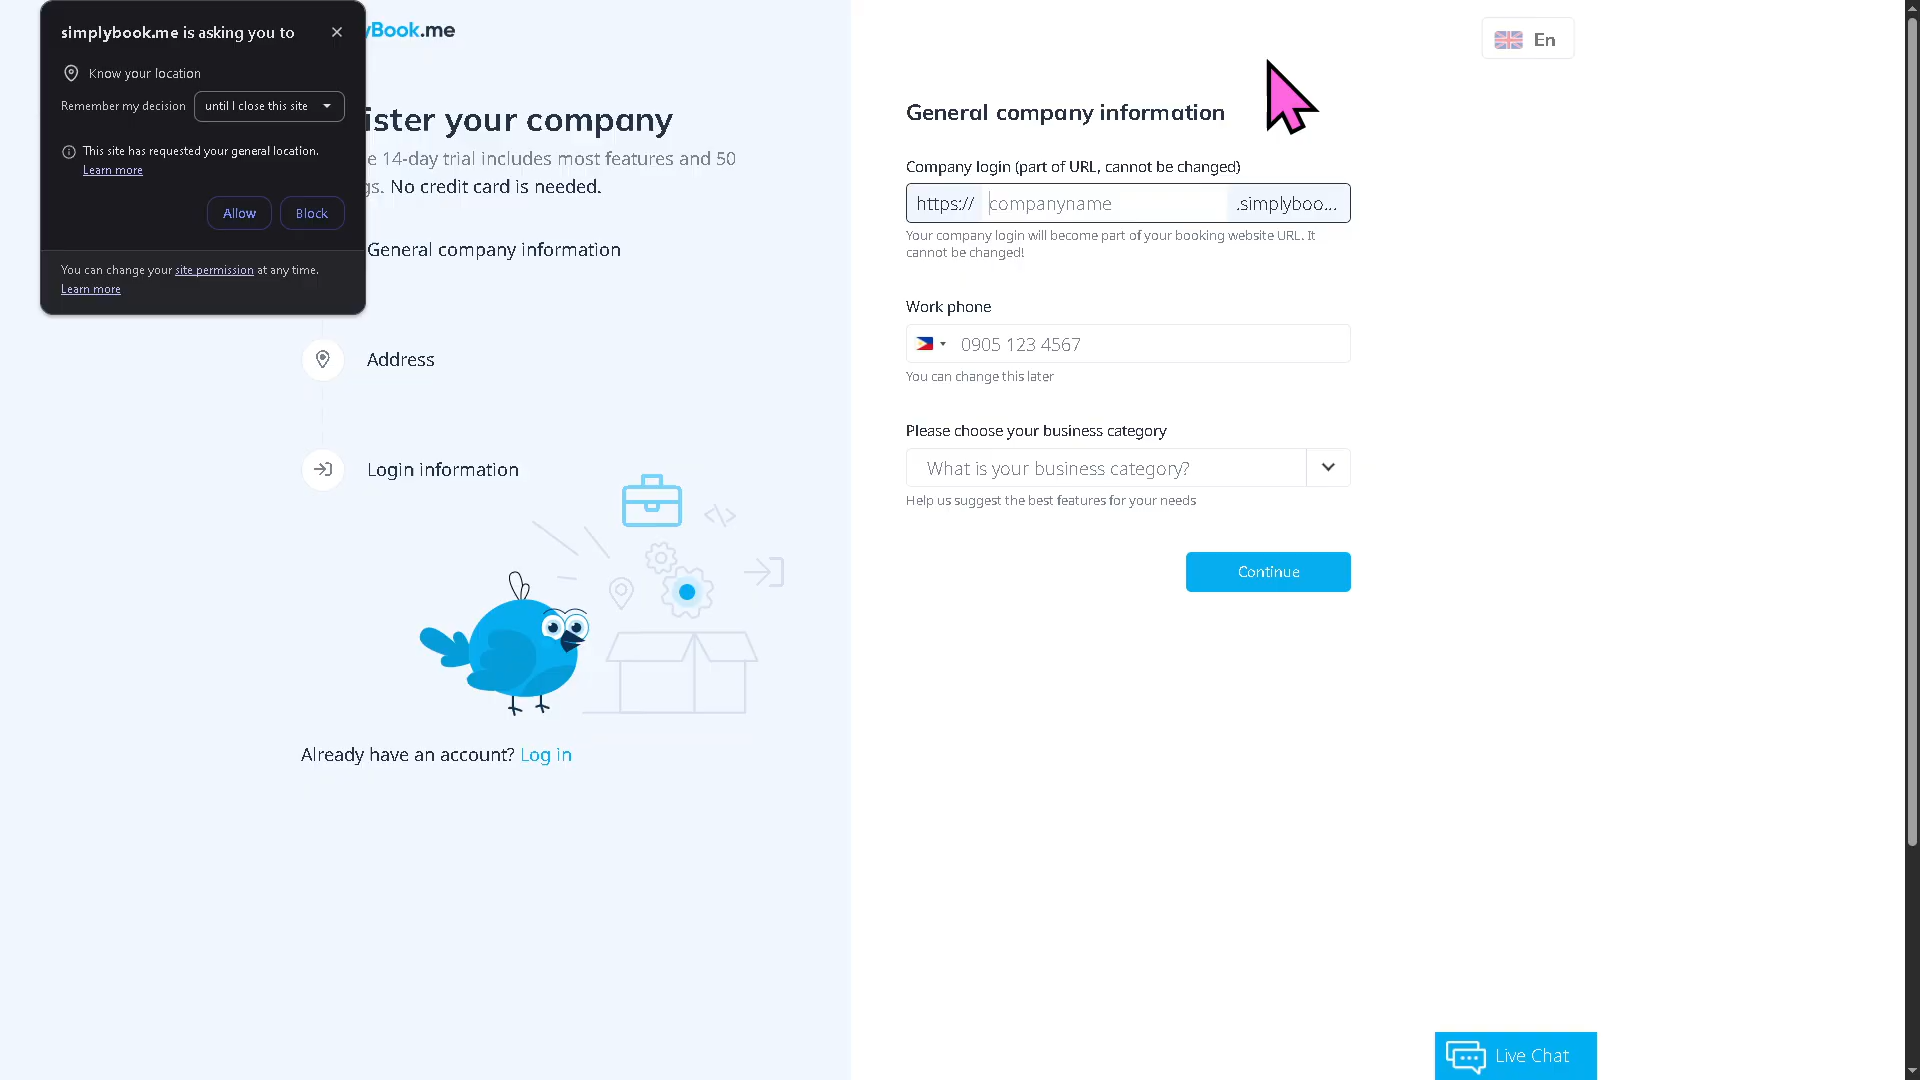 simplybook.me is asking you to
Know your location
Remember my decision until I close this site
This site has requested your general location.
Learn more
Allow Block
You can change your site permission at any time.
Learn more
Book.me
ister your company
e 14-day trial includes most features and 50
gs. No credit card is needed.
General company information
Address
Login information
Already have an account? Log in
En
General company information
Company login (part of URL, cannot be changed)
https:// companyname .simplyboo...
Your company login will become part of your booking website URL. It
cannot be changed!
Work phone
0905 123 4567
You can change this later
Please choose your business category
What is your business category?
Help us suggest the best features for your needs
Continue
Live Chat